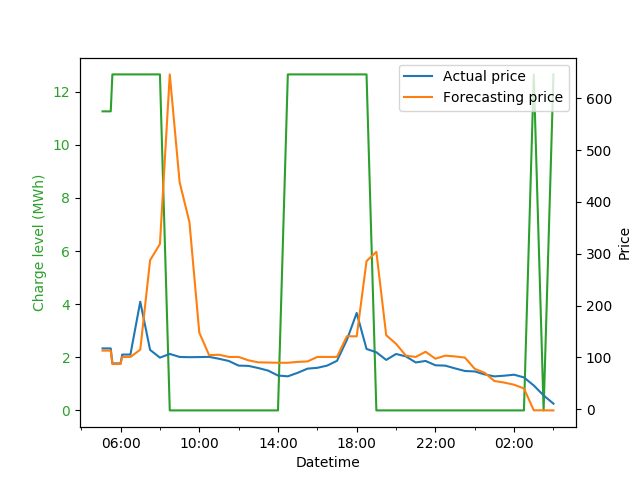 Actual price
Forecasting price
12
10
8
6
4
2
0
Charge level (MWh)
600
500
400
300
200
100
0
Price
06:00 10:00 14:00 18:00 22:00 02:00
Datetime